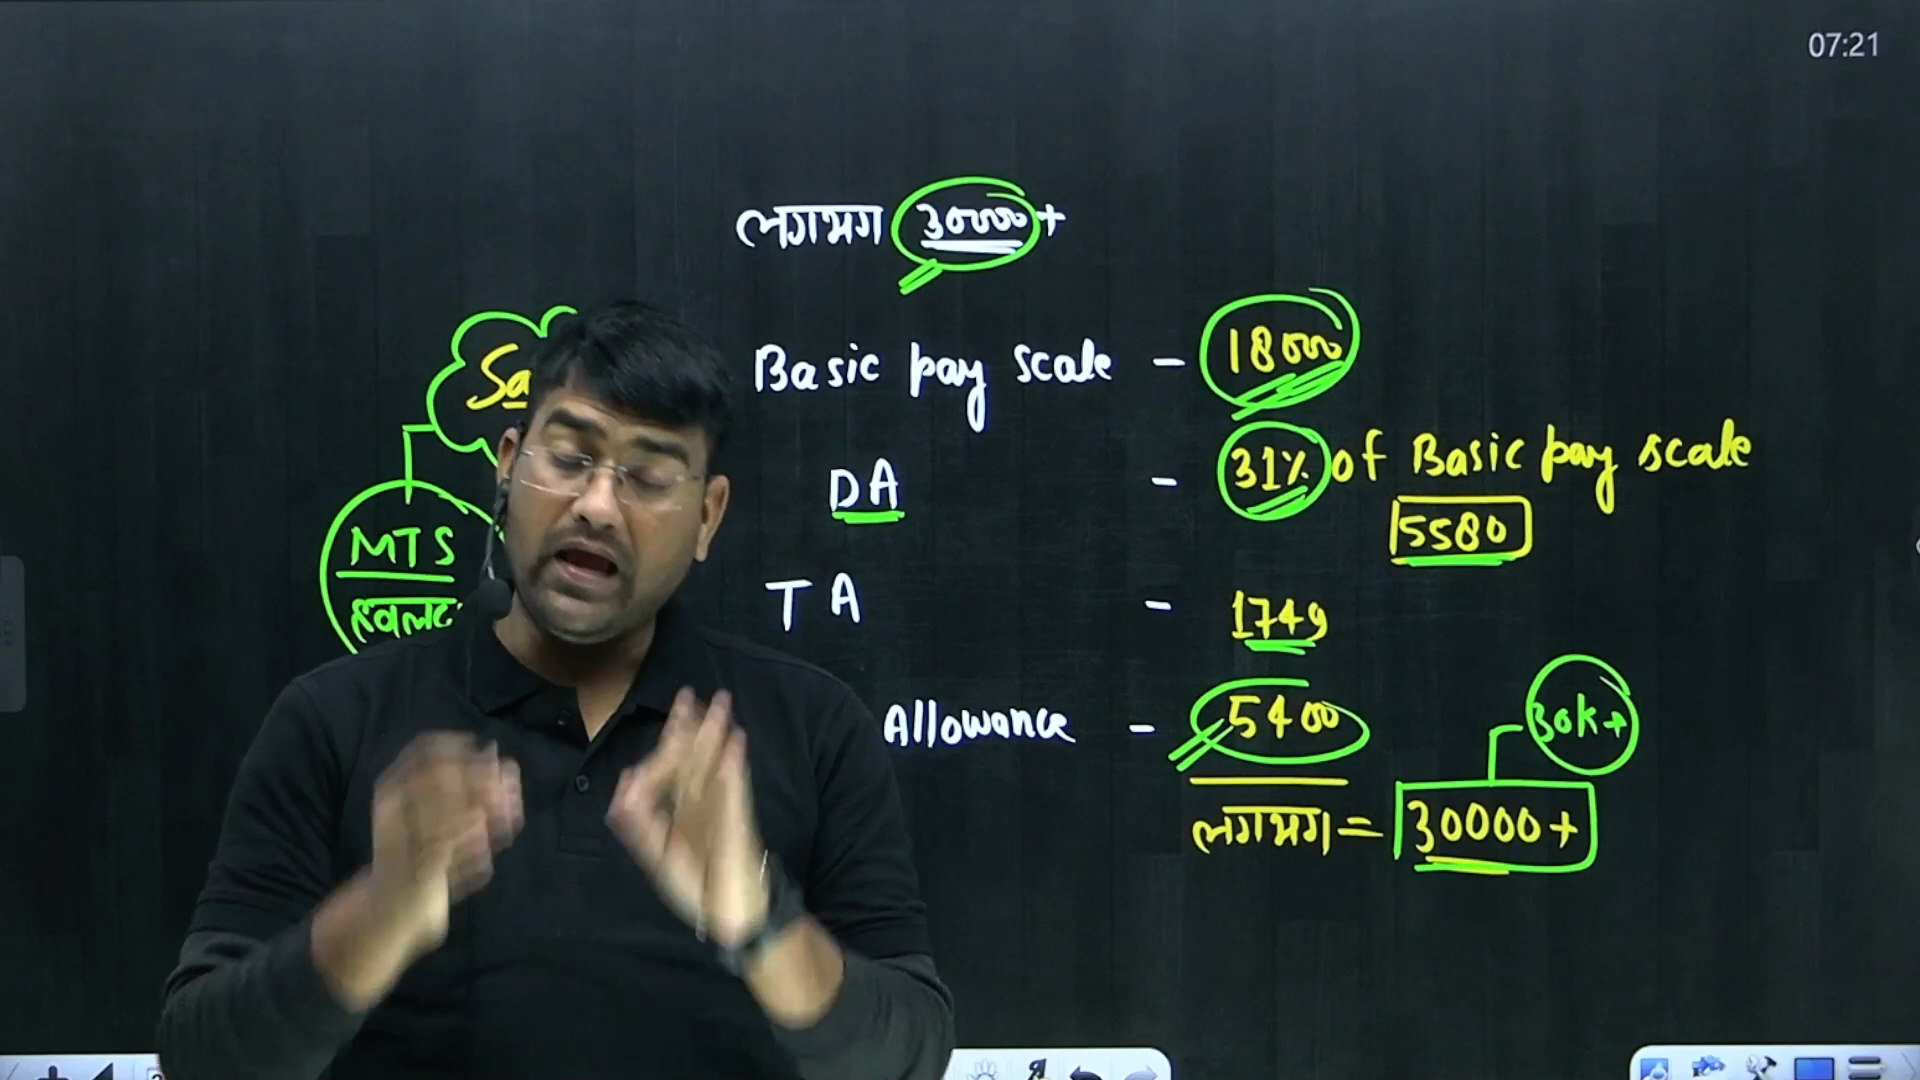 07:21
लगभग 30000+
Basic pay scale - 18000
DA - 31% of Basic pay scale
5580
MTS
TA - 1749
Allowance - 5400
30k+
लगभग = 30000+